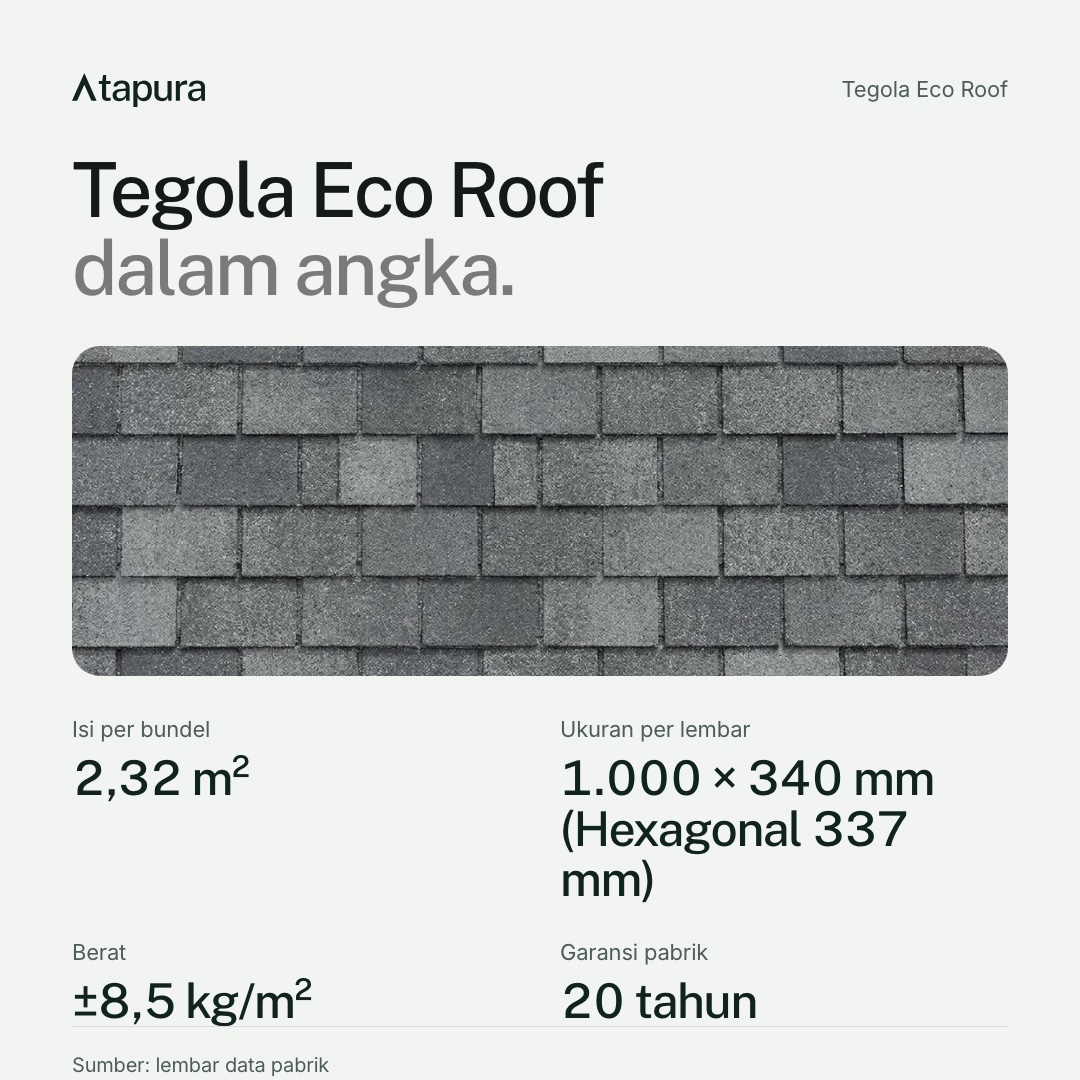 Atapura
Tegola Eco Roof
Tegola Eco Roof
dalam angka.
Isi per bundel
2,32 m²
Ukuran per lembar
1.000 × 340 mm
(Hexagonal 337
mm)
Berat
±8,5 kg/m²
Garansi pabrik
20 tahun
Sumber: lembar data pabrik